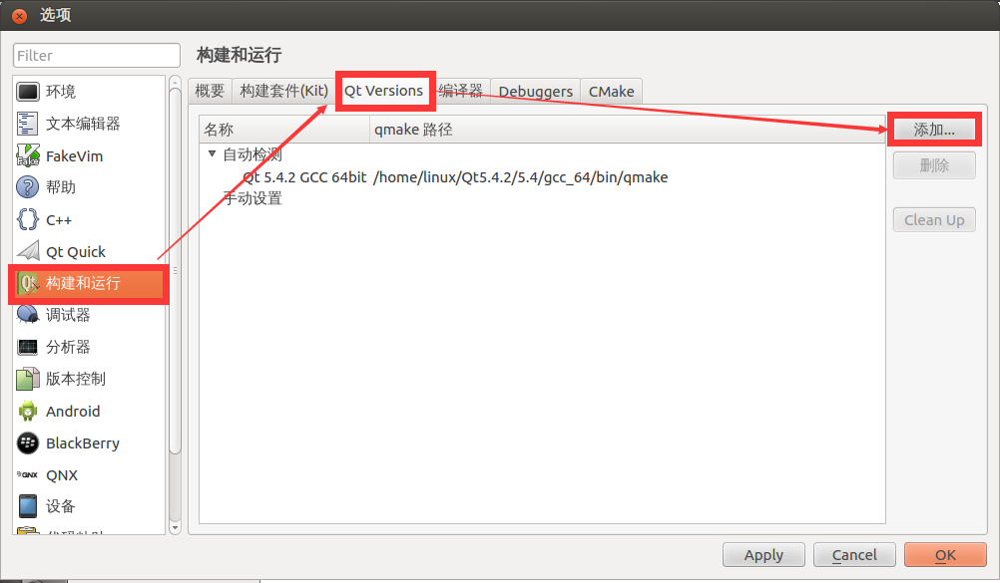 选项
Filter
环境
文本编辑器
FakeVim
帮助
C++
Qt Quick
构建和运行
调试器
分析器
版本控制
Android
BlackBerry
QNX
设备
构建和运行
概要
构建套件(Kit)
Qt Versions
编译器
Debuggers
CMake
名称
qmake 路径
自动检测
Qt 5.4.2 GCC 64bit /home/linux/Qt5.4.2/5.4/gcc_64/bin/qmake
手动设置
添加...
删除
Clean Up
Apply
Cancel
OK